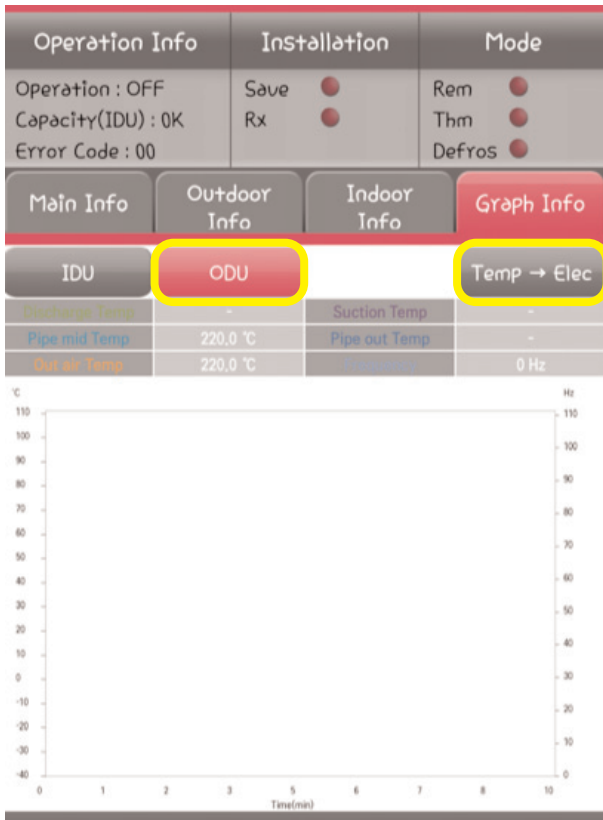 Operation Info Installation Mode
Operation : OFF Save Rem
Capacity(IDU) : 0K Rx Thm
Error Code : 00 Defros
Main Info Outdoor Info Indoor Info Graph Info
IDU ODU Temp → Elec
Discharge Temp - Suction Temp -
Pipe mid Temp 220.0 °C Pipe out Temp -
Out air Temp 220.0 °C 0 Hz
°C Hz
110 110
100 100
90 90
80 80
70 70
60 60
50 50
40 40
30 30
20 20
10 10
0 0
-10
-20
-30
-40
0 1 2 3 5 6 7 8 10
Time(min)